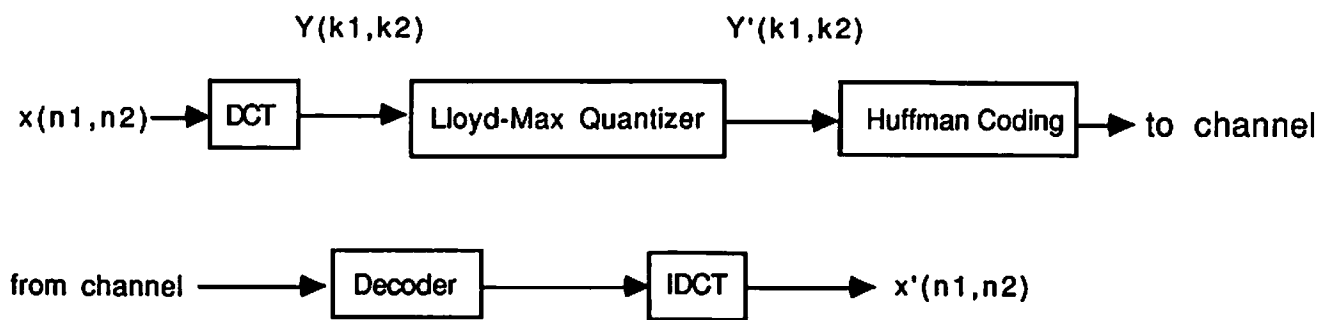 Y(k1,k2) Y'(k1,k2)
x(n1,n2) DCT Lloyd-Max Quantizer Huffman Coding to channel
from channel Decoder IDCT x'(n1,n2)